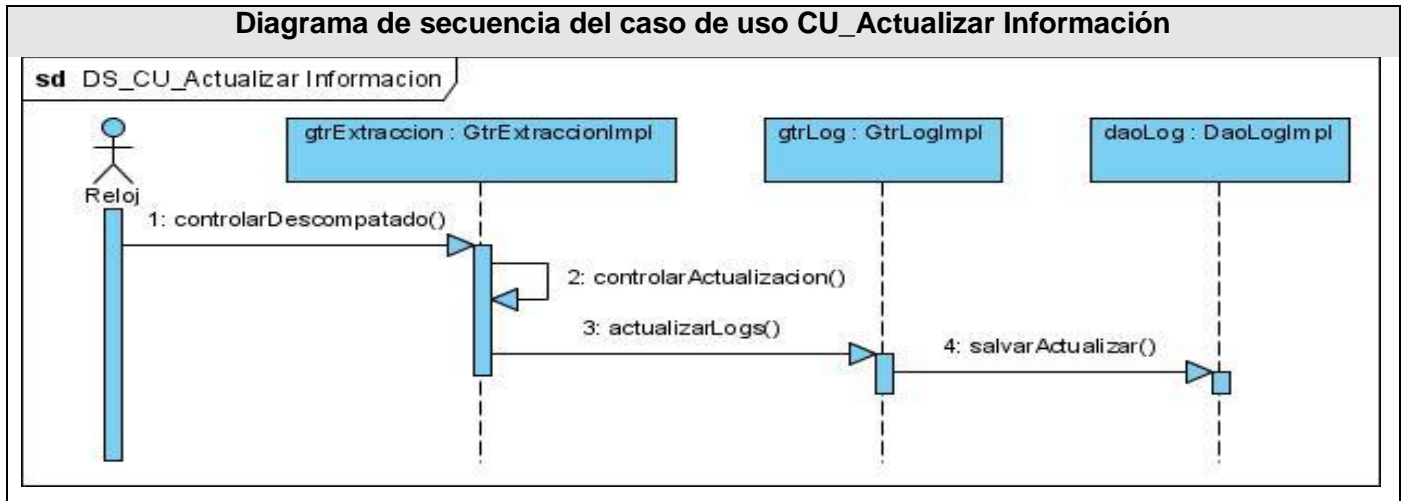 Diagrama de secuencia del caso de uso CU_Actualizar Información
sd DS_CU_Actualizar Informacion
gtrExtraccion : GtrExtraccionImpl
gtrLog : GtrLogImpl
daoLog : DaoLogImpl
Reloj
1: controlarDescompatado()
2: controlarActualizacion()
3: actualizarLogs()
4: salvarActualizar()